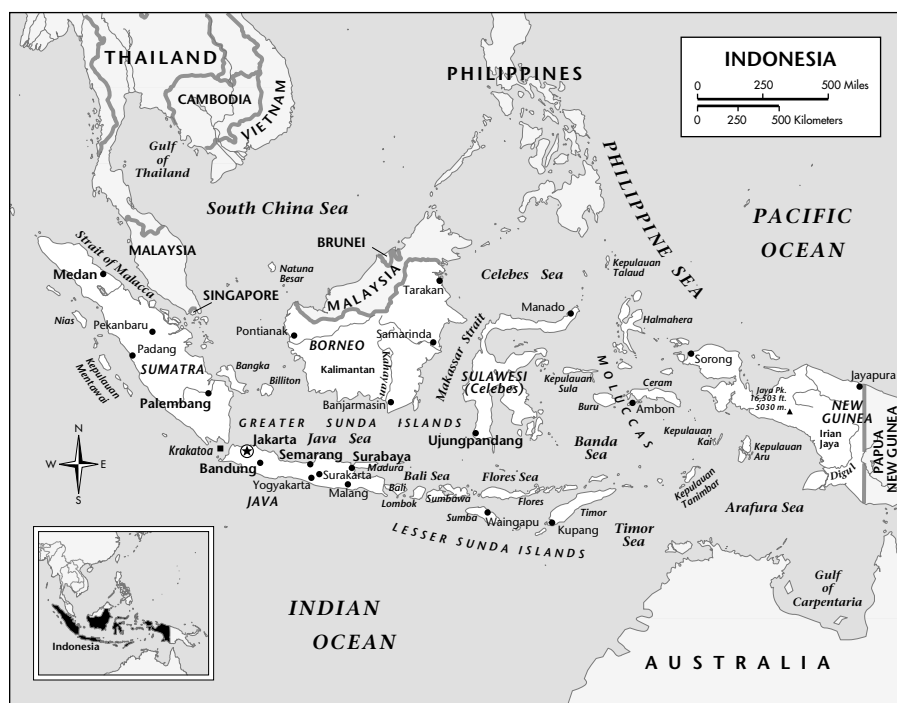 INDONESIA
0 250 500 Miles
0 250 500 Kilometers
THAILAND
CAMBODIA
VIETNAM
Gulf
of
Thailand
PHILIPPINES
PHILIPPINE SEA
South China Sea
PACIFIC
OCEAN
MALAYSIA
Strait of Malacca
SINGAPORE
BRUNEI
MALAYSIA
Natuna
Besar
Celebes Sea
Kepulauan
Talaud
Medan
Nias
Pekanbaru
Padang
SUMATRA
Kepulauan
Mentawai
Palembang
Bangka
Billiton
Pontianak
BORNEO
Kalimantan
Kahayan
Tarakan
Samarinda
Banjarmasin
Makassar Strait
Manado
SULAWESI
(Celebes)
Ujungpandang
Halmahera
MOLUCCAS
Kepulauan
Sula
Buru
Ceram
Ambon
Sorong
Jayapura
Jaya Pk.
16,503 ft.
5030 m.
NEW
GUINEA
Irian
Jaya
PAPUA
NEW GUINEA
Digul
Kepulauan
Kai
Kepulauan
Aru
Kepulauan
Tanimbar
GREATER SUNDA ISLANDS
Krakatoa
Jakarta
Java Sea
Bandung
Semarang
Surabaya
Madura
Surakarta
Yogyakarta
Malang
JAVA
Bali Sea
Bali
Lombok
Sumbawa
Flores Sea
Flores
Sumba
Waingapu
Timor
Kupang
LESSER SUNDA ISLANDS
Banda
Sea
Timor
Sea
Arafura Sea
Gulf
of
Carpentaria
INDIAN
OCEAN
AUSTRALIA
N
W E
S
Indonesia